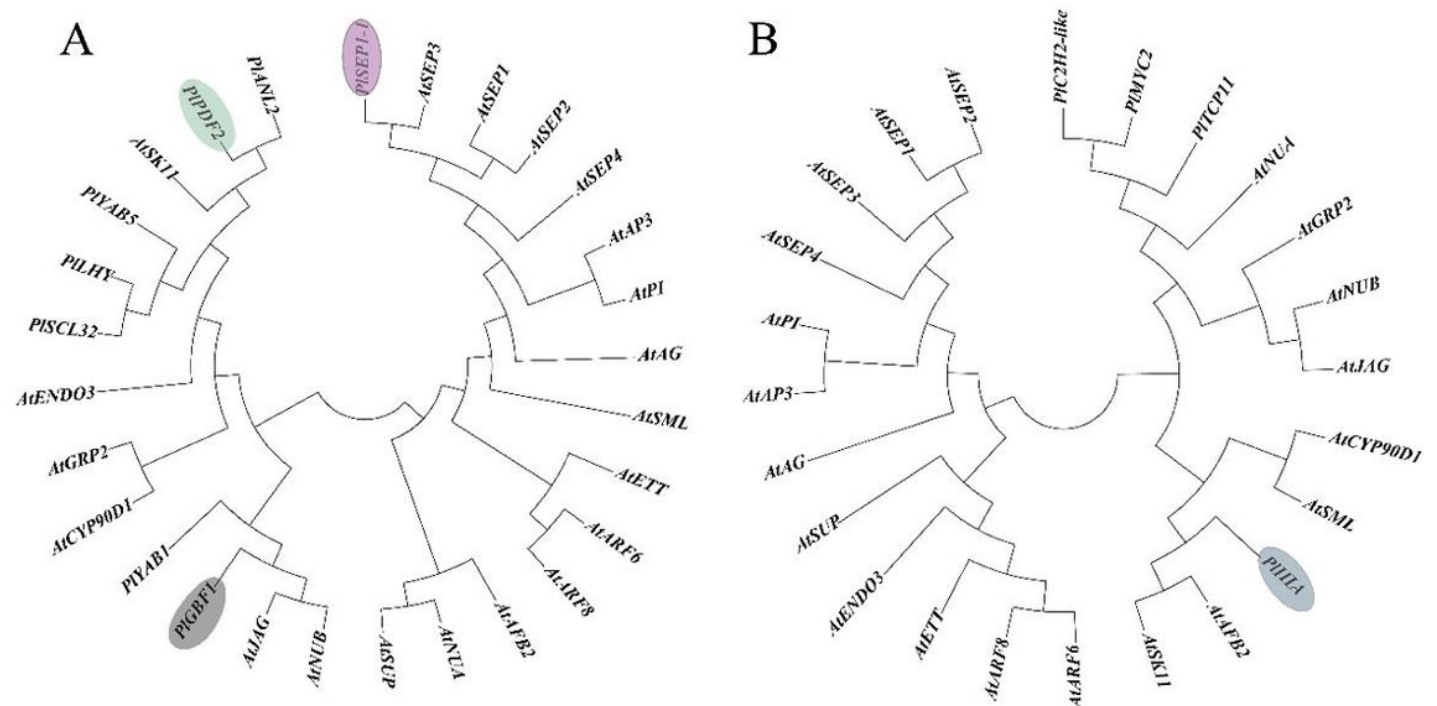 A
PlSEP1-1
AtSEP3
AtSEP1
AtSEP2
AtSEP4
AtAP3
AtPI
AtAG
AtSML
AtETT
AtARF6
AtARF8
AtAFB2
AtNUA
AtSUP
AtNUB
AtJAG
PlGBF1
PlYAB1
AtCYP90D1
AtGRP2
AtENDO3
PlSCL32
PlLHY
PlYAB5
AtSK11
PlPDF2
PlANL2
B
PlC2H2-like
PlMYC2
PlTCP11
AtNUA
AtGRP2
AtNUB
AtJAG
AtCYP90D1
AtSML
AtAFB2
AtSK11
AtARF6
AtARF8
AtETT
AtENDO3
AtSUP
AtAG
AtAP3
AtPI
AtSEP4
AtSEP3
AtSEP1
AtSEP2